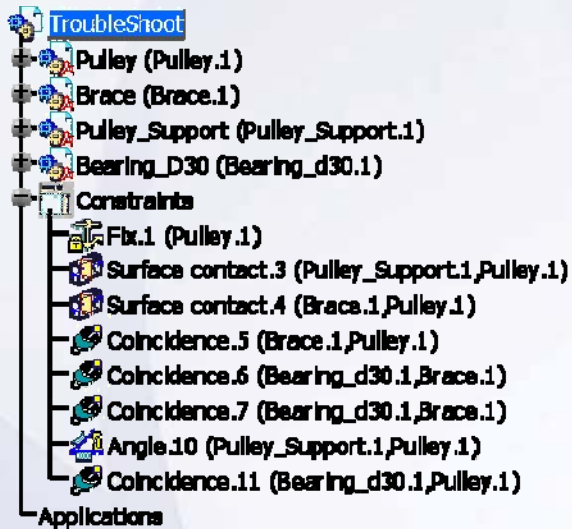 TroubleShoot
Pulley (Pulley.1)
Brace (Brace.1)
Pulley_Support (Pulley_Support.1)
Bearing_D30 (Bearing_d30.1)
Constraints
Fix.1 (Pulley.1)
Surface contact.3 (Pulley_Support.1,Pulley.1)
Surface contact.4 (Brace.1,Pulley.1)
Coincidence.5 (Brace.1,Pulley.1)
Coincidence.6 (Bearing_d30.1,Brace.1)
Coincidence.7 (Bearing_d30.1,Brace.1)
Angle.10 (Pulley_Support.1,Pulley.1)
Coincidence.11 (Bearing_d30.1,Pulley.1)
Applications